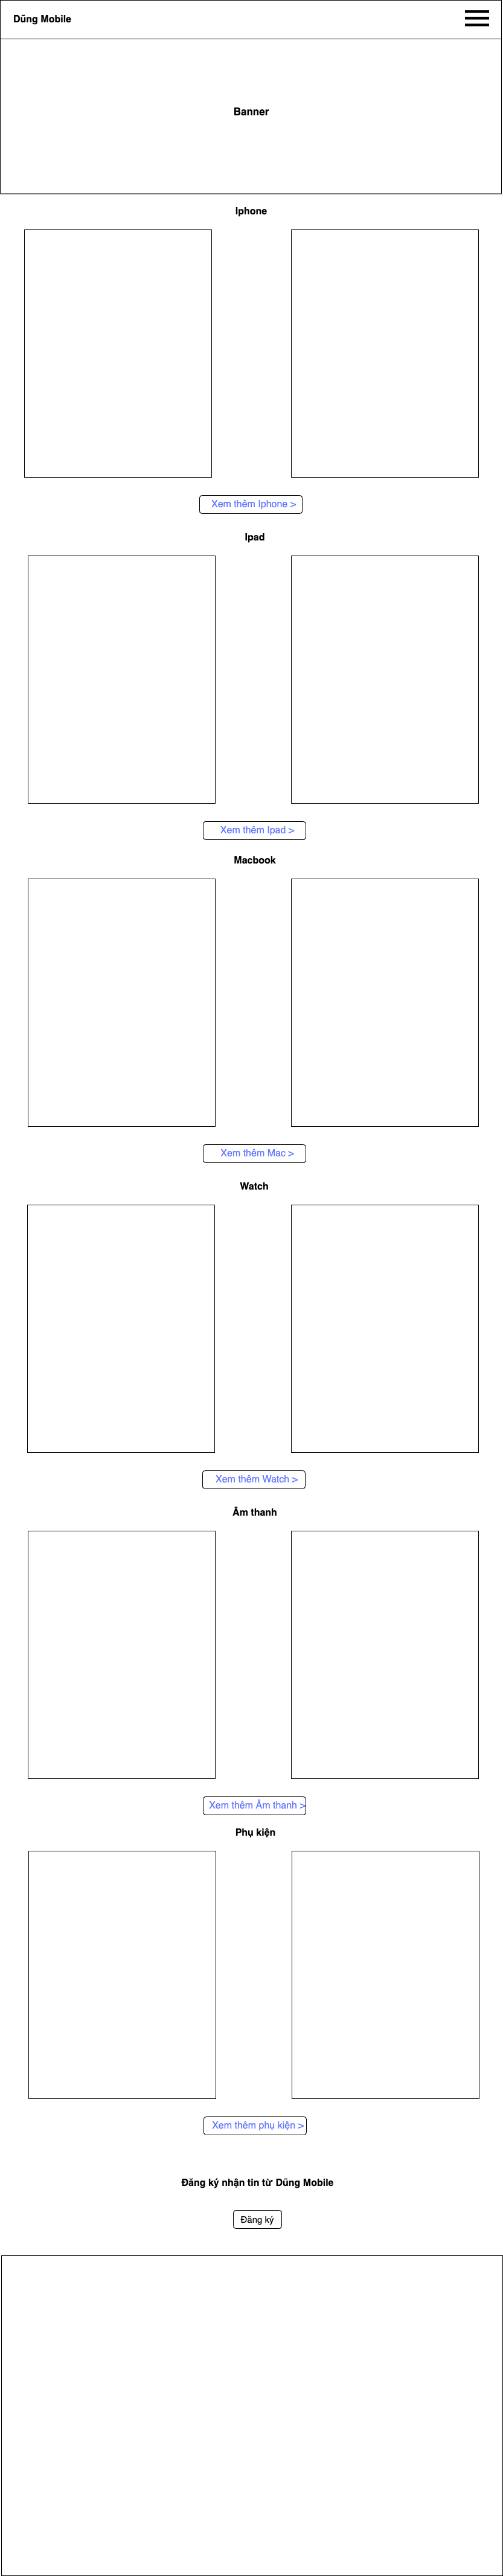 Dũng Mobile
Banner
Iphone
Xem thêm Iphone >
Ipad
Xem thêm Ipad >
Macbook
Xem thêm Mac >
Watch
Xem thêm Watch >
Âm thanh
Xem thêm Âm thanh >
Phụ kiện
Xem thêm phụ kiện >
Đăng ký nhận tin từ Dũng Mobile
Đăng ký